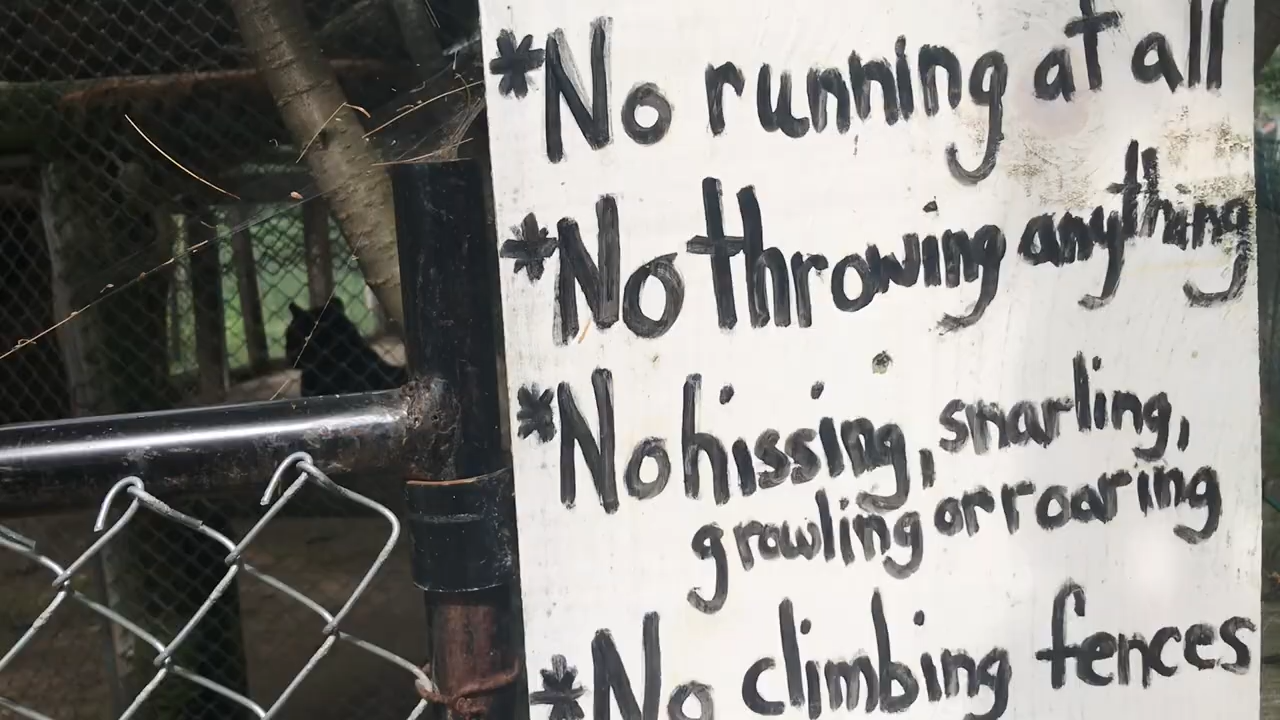 *No running at all
*No throwing anything
*No hissing, snarling,
growling or roaring
*No climbing fences